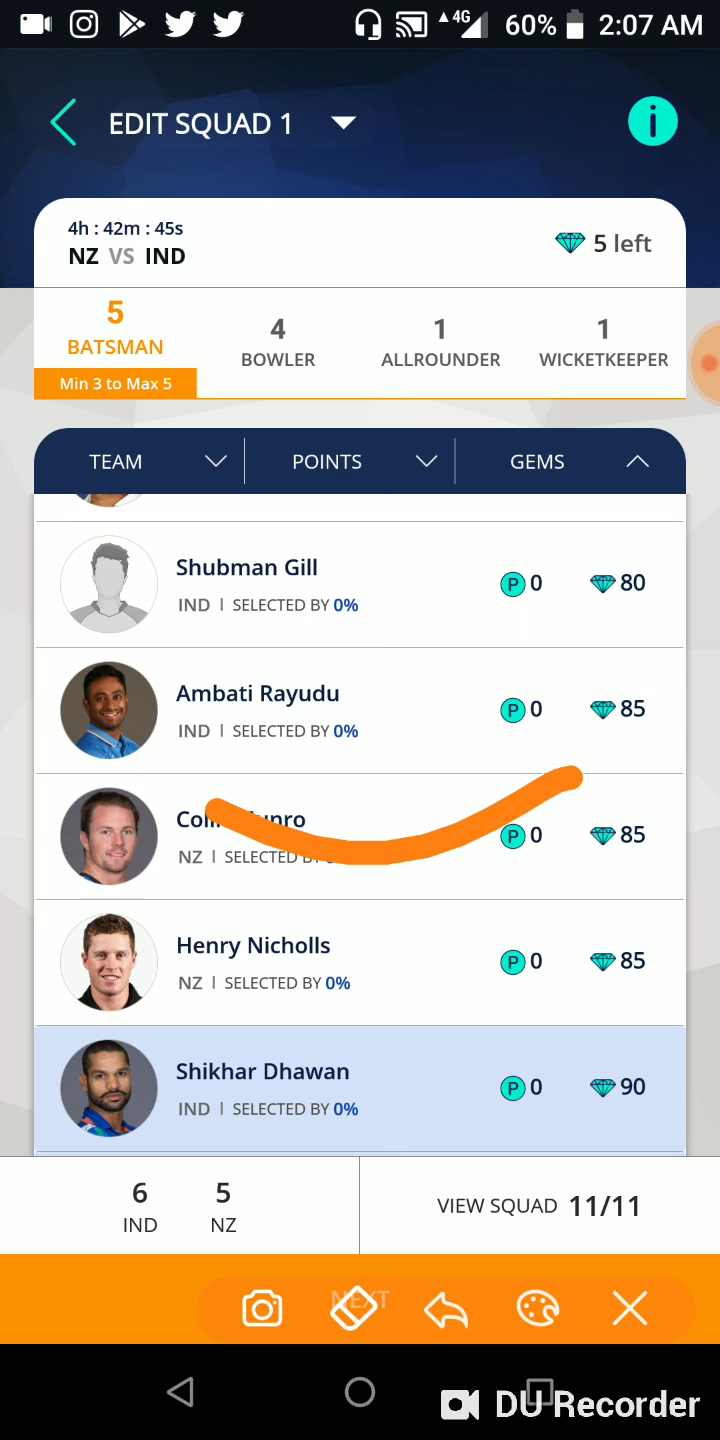 4G 60% 2:07 AM
EDIT SQUAD 1
i
4h : 42m : 45s
NZ VS IND
5 left
5
BATSMAN
Min 3 to Max 5
4
BOWLER
1
ALLROUNDER
1
WICKETKEEPER
TEAM POINTS GEMS
Shubman Gill
IND | SELECTED BY 0%
P 0 80
Ambati Rayudu
IND | SELECTED BY 0%
P 0 85
NZ | SELECTED
P 0 85
Henry Nicholls
NZ | SELECTED BY 0%
P 0 85
Shikhar Dhawan
IND | SELECTED BY 0%
P 0 90
6 5
IND NZ
VIEW SQUAD 11/11
NEXT
DU Recorder